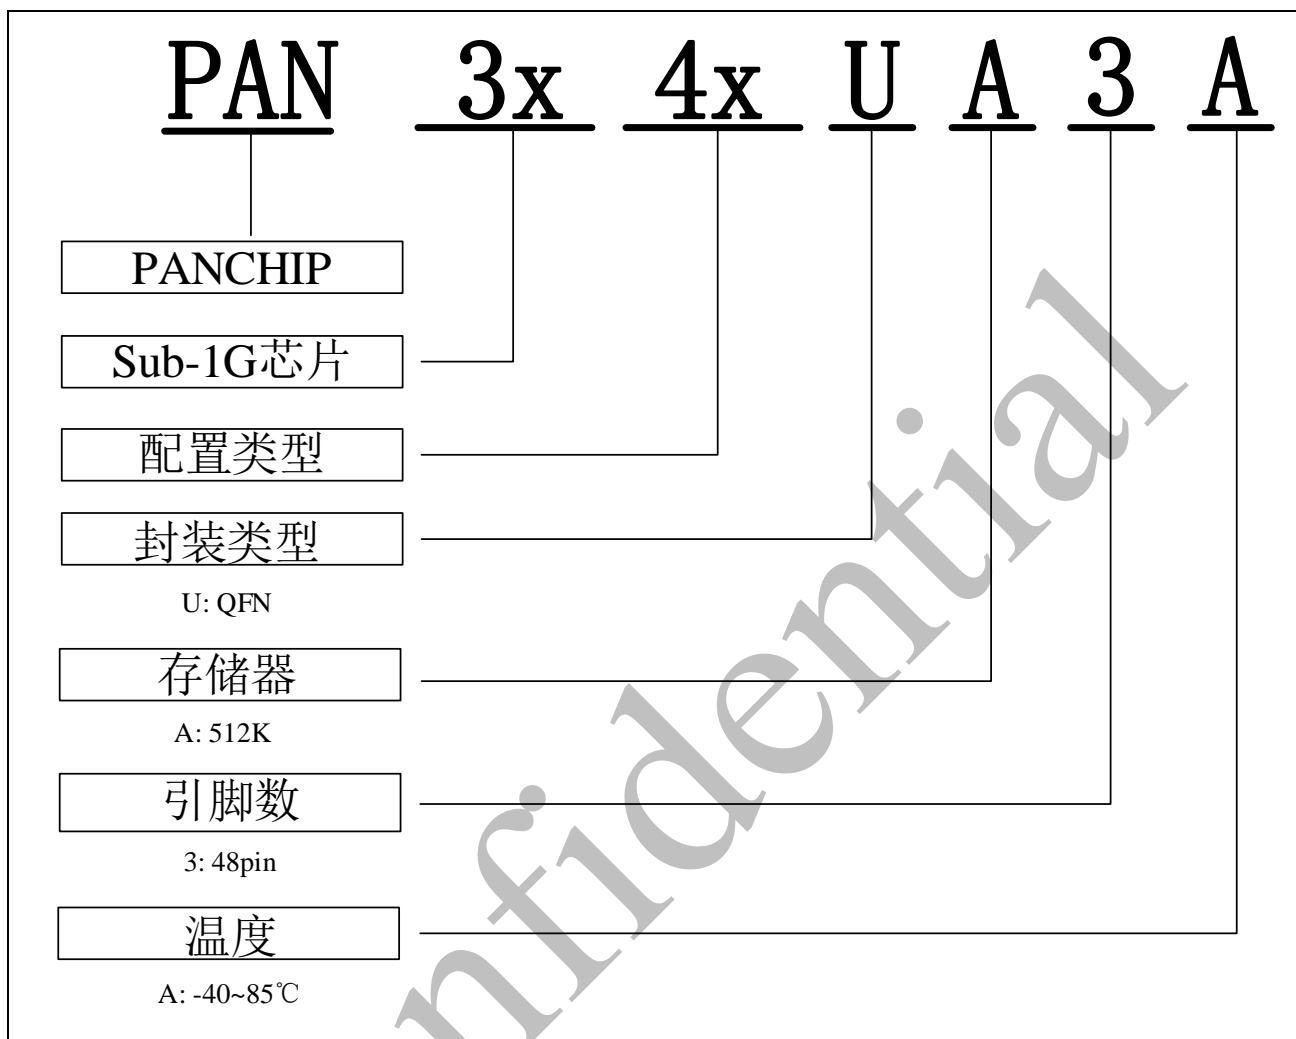 PAN 3x 4x U A 3 A
PANCHIP
Sub-1G芯片
配置类型
封装类型
U: QFN
存储器
A: 512K
引脚数
3: 48pin
温度
A: -40~85℃
nfidential